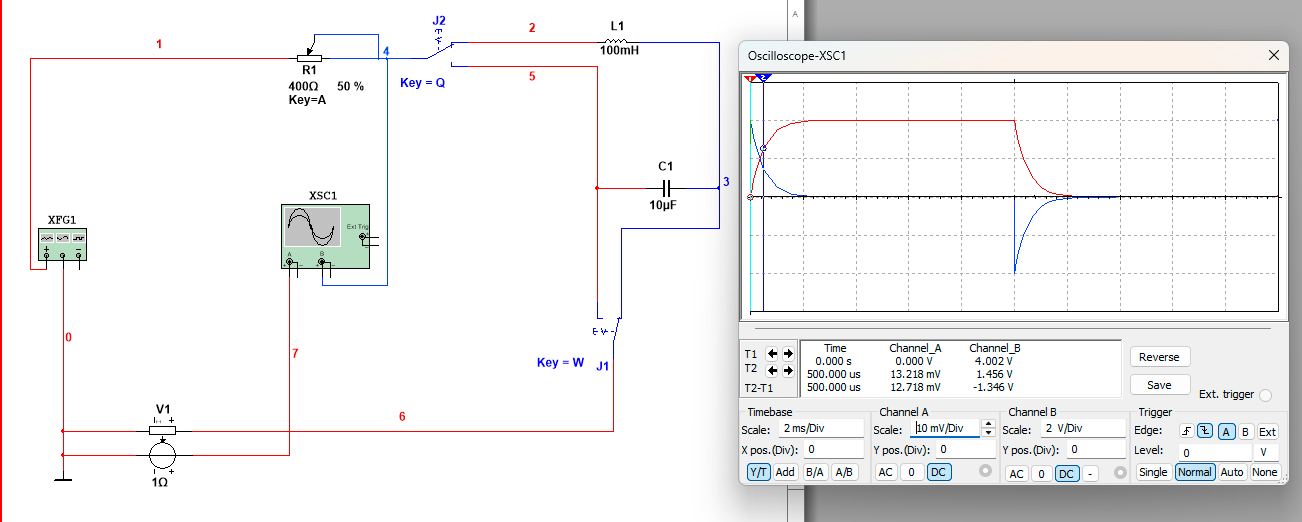 A
J2
1
4
2
L1
100mH
R1
400Ω 50 %
Key=A
Key = Q
5
C1
3
10µF
XSC1
Ext Trig
A B
XFG1
0
7
Key = W J1
V1
6
1Ω
Oscilloscope-XSC1
1 2
Time Channel_A Channel_B
T1 0.000 s 0.000 V 4.002 V
T2 500.000 us 13.218 mV 1.456 V
T2-T1 500.000 us 12.718 mV -1.346 V
Reverse
Save
Ext. trigger
Timebase
Scale: 2 ms/Div
X pos.(Div): 0
Y/T Add B/A A/B
Channel A
Scale: 10 mV/Div
Y pos.(Div): 0
AC 0 DC
Channel B
Scale: 2 V/Div
Y pos.(Div): 0
AC 0 DC -
Trigger
Edge: A B Ext
Level: 0 V
Single Normal Auto None